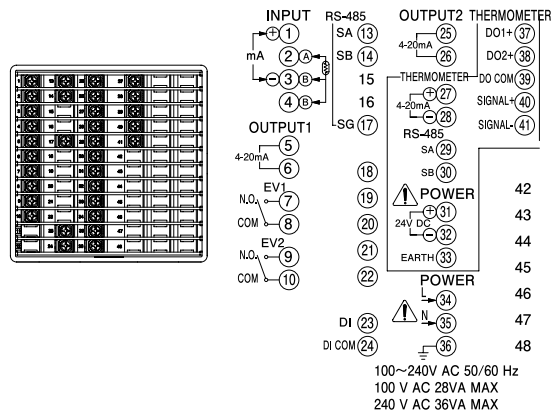 INPUT RS-485 OUTPUT2 THERMOMETER
+ 1 SA 13 25 DO1+ 37
mA 2 A SB 14 4-20mA 26 DO2+ 38
- 3 B 15 THERMOMETER DO COM 39
4 B 16 4-20mA + 27 SIGNAL+ 40
OUTPUT1 SG 17 - 28 SIGNAL- 41
RS-485
5 SA 29
4-20mA
6 18 SB 30
EV1 POWER 42
N.O. 7 19 24V DC + 31 43
COM 8 20 - 32 44
EV2
N.O. 9 21 EARTH 33 45
COM 10 22 POWER
L 34 46
DI 23 N 35 47
DI COM 24 36 48
100~240V AC 50/60 Hz
100 V AC 28VA MAX
240 V AC 36VA MAX